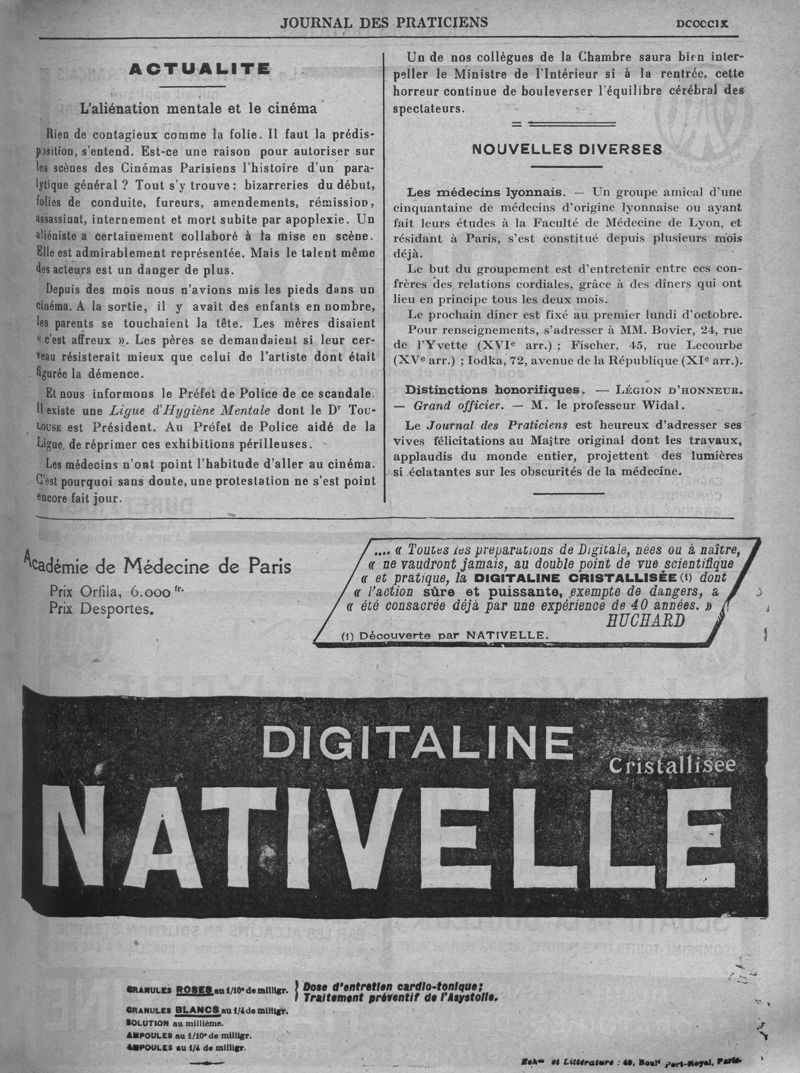 JOURNAL DES PRATICIENS
DCCCCIX
ACTUALITE
L'aliénation mentale et le cinéma
Rien de contagieux comme la folie. Il faut la prédis-
position, s'entend. Est-ce une raison pour autoriser sur
les scènes des Cinémas Parisiens l'histoire d'un para-
lytique général ? Tout s'y trouve : bizarreries du début,
folies de conduite, fureurs, amendements, rémission,
assassinat, internement et mort subite par apoplexie. Un
aliéniste a certainement collaboré à la mise en scène.
Elle est admirablement représentée. Mais le talent même
des acteurs est un danger de plus.
Depuis des mois nous n'avions mis les pieds dans un
cinéma. A la sortie, il y avait des enfants en nombre,
les parents se touchaient la tête. Les mères disaient
« c'est affreux ». Les pères se demandaient si leur cer-
veau résisterait mieux que celui de l'artiste dont était
figurée la démence.
Et nous informons le Préfet de Police de ce scandale.
Il existe une Ligue d'Hygiène Mentale dont le Dr Tou-
louse est Président. Au Préfet de Police aidé de la
Ligue, de réprimer ces exhibitions périlleuses.
Les médecins n'ont point l'habitude d'aller au cinéma.
C'est pourquoi sans doute, une protestation ne s'est point
encore fait jour.
Un de nos collègues de la Chambre saura bien inter-
peller le Ministre de l'Intérieur si à la rentrée, cette
horreur continue de bouleverser l'équilibre cérébral des
spectateurs.
NOUVELLES DIVERSES
Les médecins lyonnais. — Un groupe amical d'une
cinquantaine de médecins d'origine lyonnaise ou ayant
fait leurs études à la Faculté de Médecine de Lyon, et
résidant à Paris, s'est constitué depuis plusieurs mois
déjà.
Le but du groupement est d'entretenir entre ces con-
frères des relations cordiales, grâce à des dîners qui ont
lieu en principe tous les deux mois.
Le prochain dîner est fixé au premier lundi d'octobre.
Pour renseignements, s'adresser à MM. Bovier, 24, rue
de l'Yvette (XVIe arr.) ; Fischer, 45, rue Lecourbe
(XVe arr.) ; Iodka, 72, avenue de la République (XIe arr.).
Distinctions honorifiques. — Légion d'honneur.
— Grand officier. — M. le professeur Widal.
Le Journal des Praticiens est heureux d'adresser ses
vives félicitations au Maître original dont les travaux,
applaudis du monde entier, projettent des lumières
si éclatantes sur les obscurités de la médecine.
Académie de Médecine de Paris
Prix Orfila, 6.000 fr.
Prix Desportes.
.... « Toutes les préparations de Digitale, nées ou à naître,
« ne vaudront jamais, au double point de vue scientifique
« et pratique, la DIGITALINE CRISTALLISÉE (1) dont
« l'action sûre et puissante, exempte de dangers, a
« été consacrée déjà par une expérience de 40 années. »
HUCHARD
(1) Découverte par NATIVELLE.
DIGITALINE
Cristallisée
NATIVELLE
GRANULES ROSES au 1/10e de milligr. } Dose d'entretien cardio-tonique;
Traitement préventif de l'Asystolie.
GRANULES BLANCS au 1/4 de milligr.
SOLUTION au millième.
AMPOULES au 1/10e de milligr.
AMPOULES au 1/4 de milligr.
Echon et Littérature : 49, Boulᵈ Port-Royal, Paris